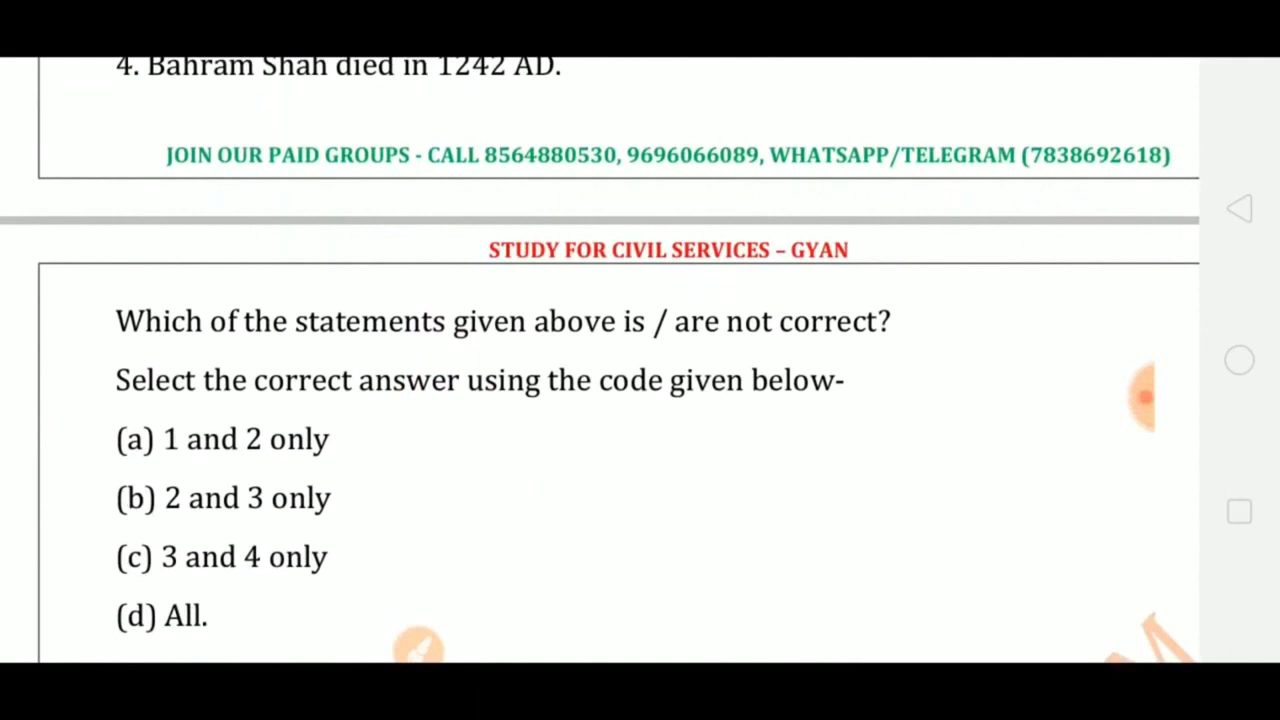 4. Bahram Shah died in 1242 AD.
JOIN OUR PAID GROUPS - CALL 8564880530, 9696066089, WHATSAPP/TELEGRAM (7838692618)
STUDY FOR CIVIL SERVICES – GYAN
Which of the statements given above is / are not correct?
Select the correct answer using the code given below-
(a) 1 and 2 only
(b) 2 and 3 only
(c) 3 and 4 only
(d) All.